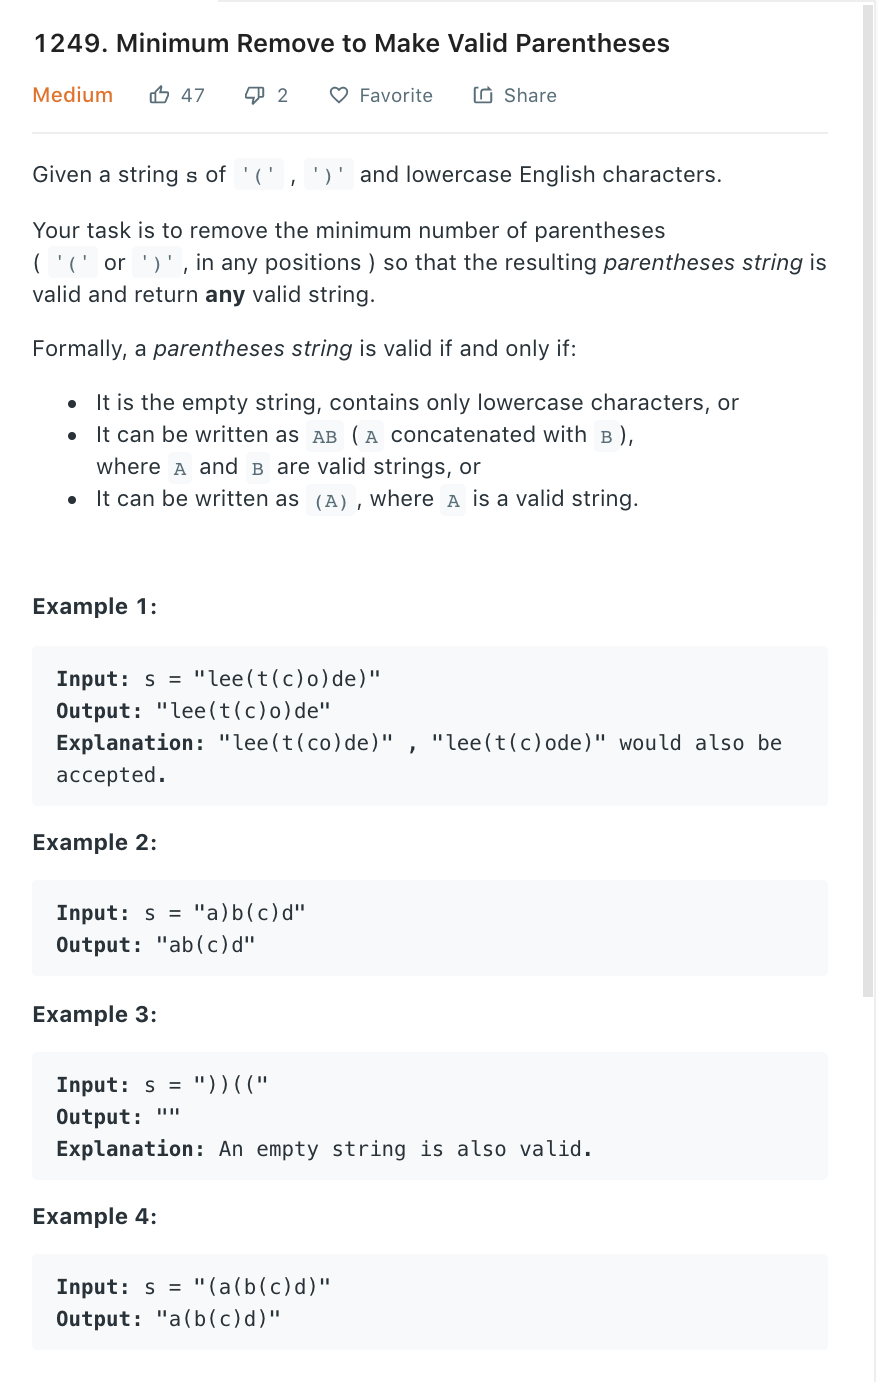 1249. Minimum Remove to Make Valid Parentheses
Medium 47 2 Favorite Share
Given a string s of '(' , ')' and lowercase English characters.
Your task is to remove the minimum number of parentheses
( '(' or ')', in any positions ) so that the resulting parentheses string is
valid and return any valid string.
Formally, a parentheses string is valid if and only if:
• It is the empty string, contains only lowercase characters, or
• It can be written as AB (A concatenated with B),
where A and B are valid strings, or
• It can be written as (A), where A is a valid string.
Example 1:
Input: s = "lee(t(c)o)de)"
Output: "lee(t(c)o)de"
Explanation: "lee(t(co)de)" , "lee(t(c)ode)" would also be
accepted.
Example 2:
Input: s = "a)b(c)d"
Output: "ab(c)d"
Example 3:
Input: s = "))(("
Output: ""
Explanation: An empty string is also valid.
Example 4:
Input: s = "(a(b(c)d)"
Output: "a(b(c)d)"